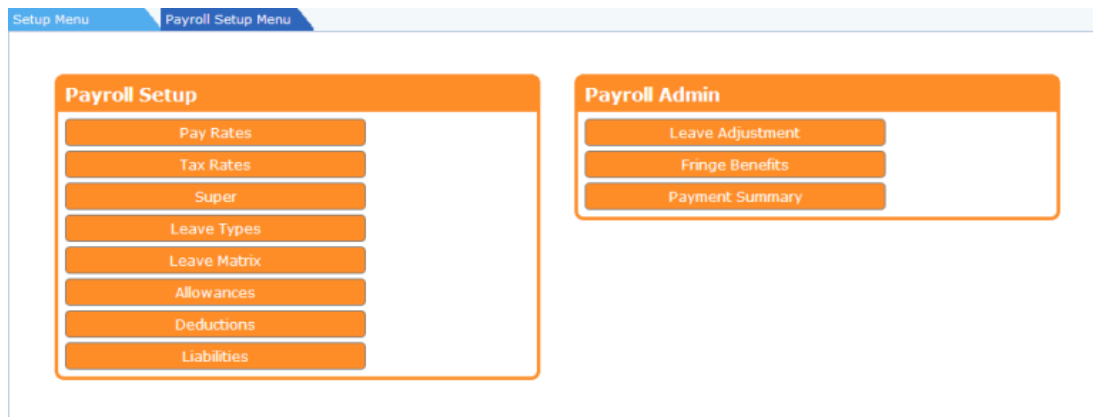 Setup Menu
Payroll Setup Menu
Payroll Setup
Pay Rates
Tax Rates
Super
Leave Types
Leave Matrix
Allowances
Deductions
Liabilities
Payroll Admin
Leave Adjustment
Fringe Benefits
Payment Summary